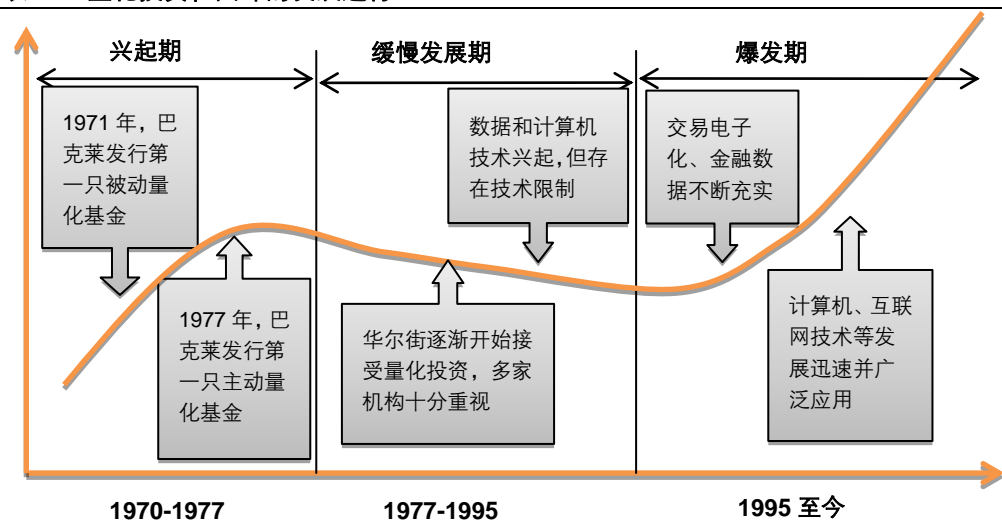 兴起期
缓慢发展期
爆发期
1971 年，巴
克莱发行第
一只被动量
化基金
数据和计算机
技术兴起，但存
在技术限制
交易电子
化、金融数
据不断充实
1977 年，巴
克莱发行第
一只主动量
化基金
华尔街逐渐开始接
受量化投资，多家
机构十分重视
计算机、互联
网技术等发
展迅速并广
泛应用
1970-1977
1977-1995
1995 至今